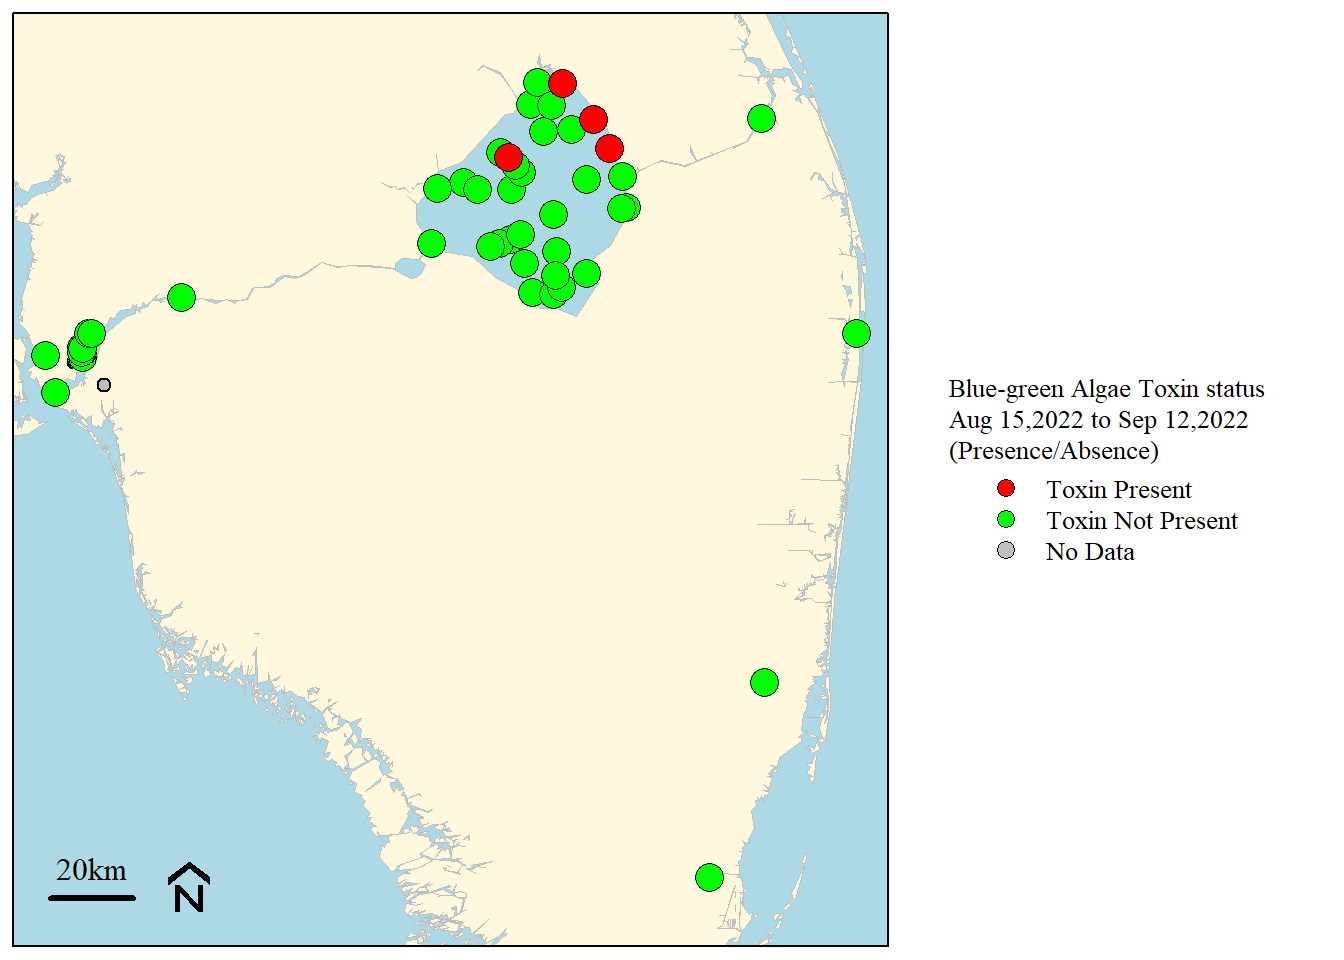 Blue-green Algae Toxin status
Aug 15,2022 to Sep 12,2022
(Presence/Absence)
Toxin Present
Toxin Not Present
No Data
20km
N